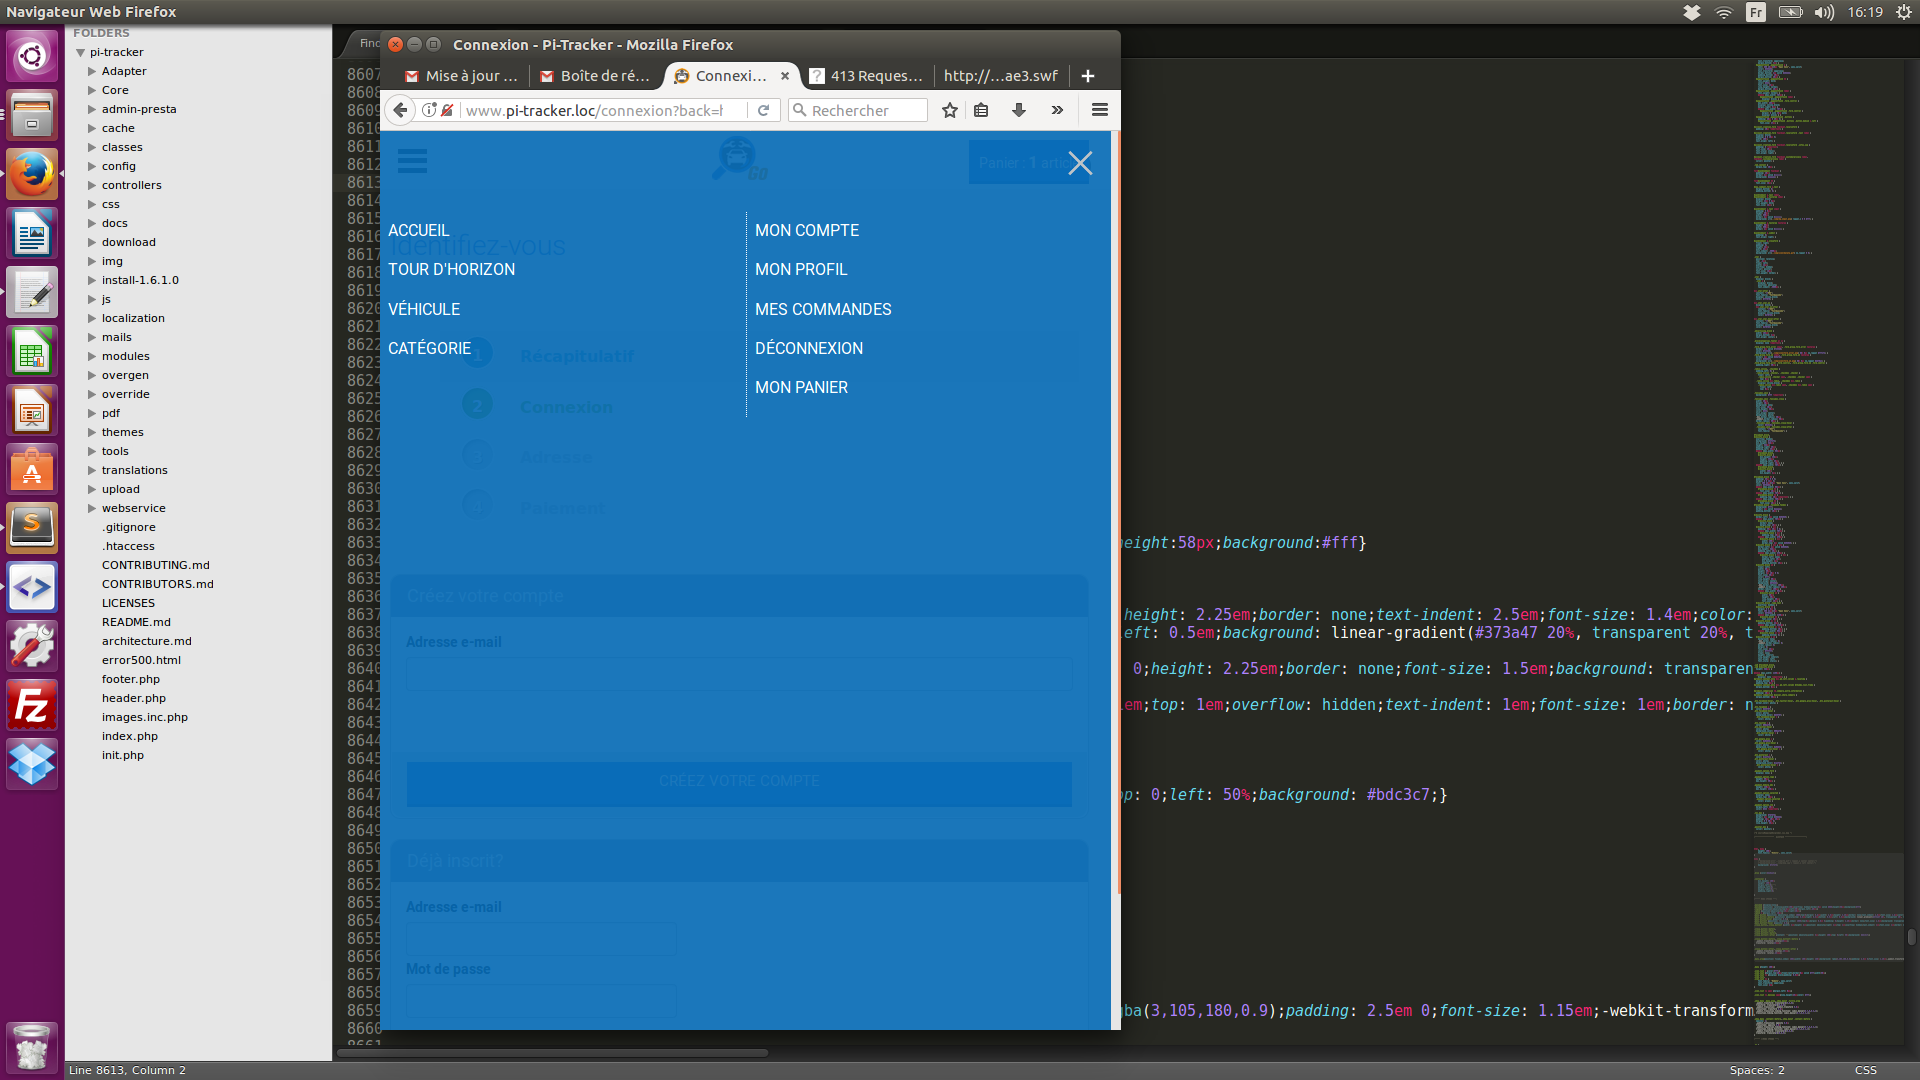 Navigateur Web Firefox
Fr
16:19
FOLDERS
pi-tracker
Adapter
Core
admin-presta
cache
classes
config
controllers
css
docs
download
img
install-1.6.1.0
js
localization
mails
modules
overgen
override
pdf
themes
tools
translations
upload
webservice
.gitignore
.htaccess
CONTRIBUTING.md
CONTRIBUTORS.md
LICENSES
README.md
architecture.md
error500.html
footer.php
header.php
images.inc.php
index.php
init.php
Connexion - Pi-Tracker - Mozilla Firefox
Mise à jour ...
Boîte de ré...
Connexi...
413 Reques...
http://...ae3.swf
www.pi-tracker.loc/connexion?back=h
Rechercher
Panier : 1 artic
GO
ACCUEIL
Identifiez-vous
TOUR D'HORIZON
VÉHICULE
CATÉGORIE
MON COMPTE
MON PROFIL
MES COMMANDES
DÉCONNEXION
MON PANIER
1 Récapitulatif
2 Connexion
3 Adresse
4 Paiement
Créez votre compte
Adresse e-mail
CRÉEZ VOTRE COMPTE
Déjà inscrit?
Adresse e-mail
Mot de passe
8607
8608
8609
8610
8611
8612
8613
8614
8615
8616
8617
8618
8619
8620
8621
8622
8623
8624
8625
8626
8627
8628
8629
8630
8631
8632
8633 eight:58px;background:#fff}
8634
8635
8636
8637 height: 2.25em;border: none;text-indent: 2.5em;font-size: 1.4em;color:
8638 eft: 0.5em;background: linear-gradient(#373a47 20%, transparent 20%, t
8639
8640 0;height: 2.25em;border: none;font-size: 1.5em;background: transparen
8641
8642 em;top: 1em;overflow: hidden;text-indent: 1em;font-size: 1em;border: n
8643
8644
8645
8646
8647 op: 0;left: 50%;background: #bdc3c7;}
8648
8649
8650
8651
8652
8653
8654
8655
8656
8657
8658
8659 gba(3,105,180,0.9);padding: 2.5em 0;font-size: 1.15em;-webkit-transform
8660
Line 8613, Column 2
Spaces: 2
CSS